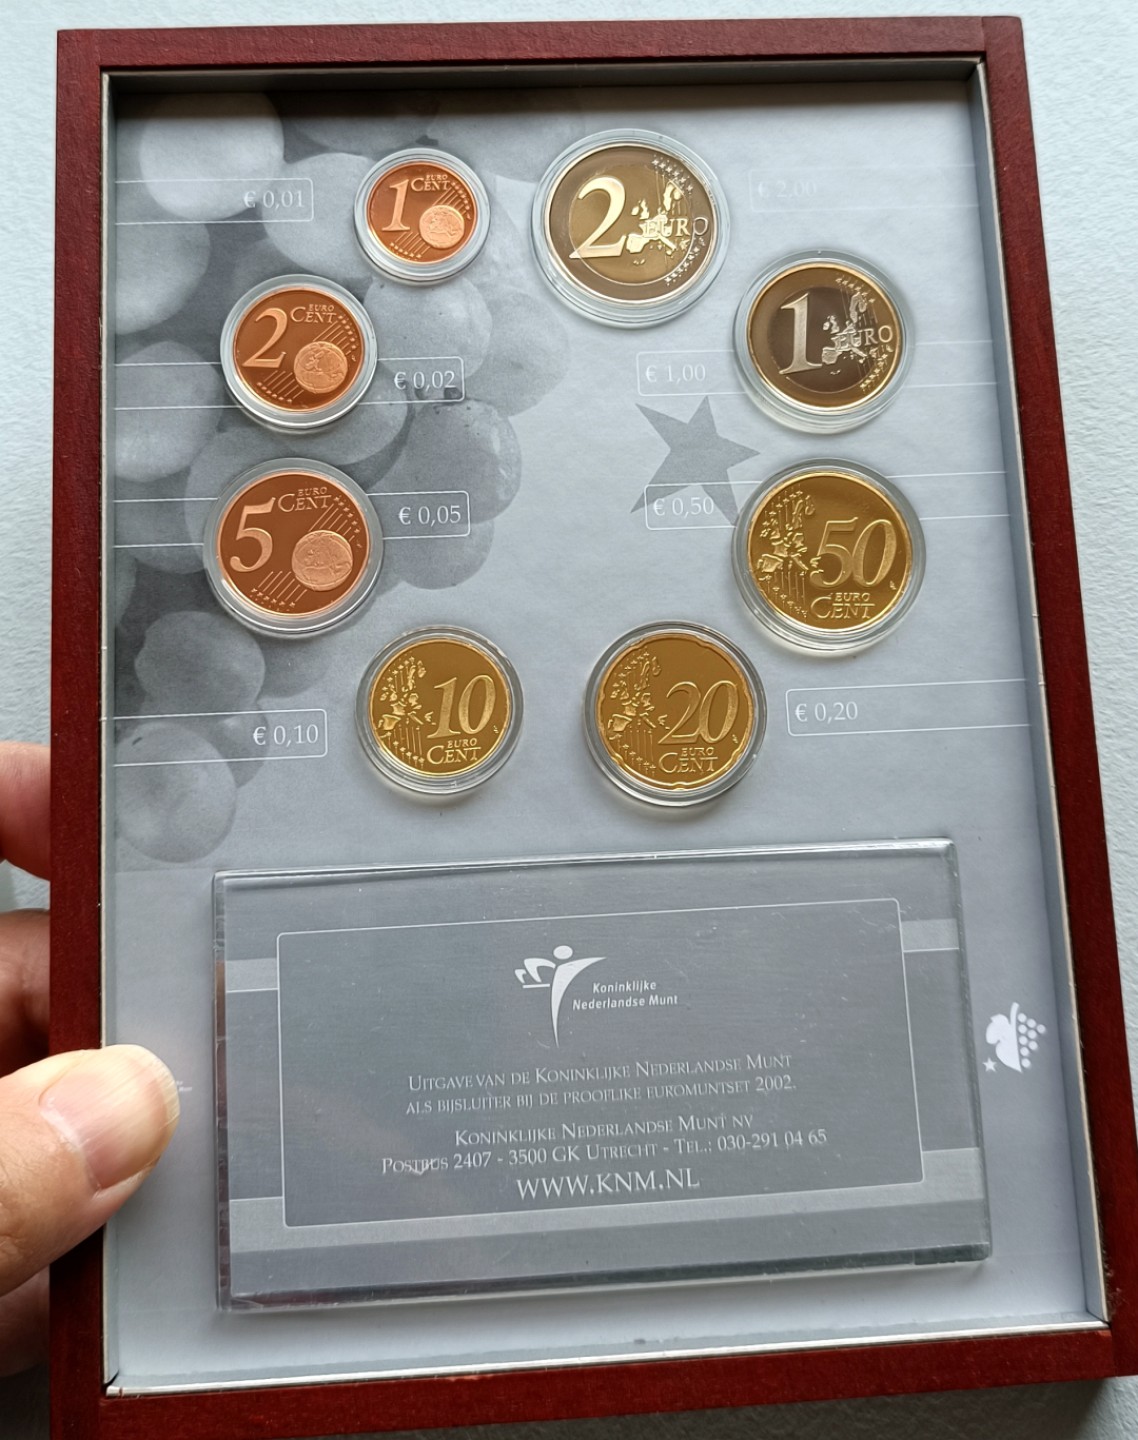 € 0,01
1 EURO CENT
2 EURO
€ 2,00
2 EURO CENT
€ 0,02
€ 1,00
1 EURO
5 EURO CENT
€ 0,05
€ 0,50
50 EURO CENT
€ 0,10
10 EURO CENT
20 EURO CENT
€ 0,20
Koninklijke
Nederlandse Munt
UITGAVE VAN DE KONINKLIJKE NEDERLANDSE MUNT
ALS BIJSLUITER BIJ DE PROOFLIKE EUROMUNTSET 2002.
KONINKLIJKE NEDERLANDSE MUNT NV
POSTBUS 2407 - 3500 GK UTRECHT - TEL.: 030-291 04 65
WWW.KNM.NL